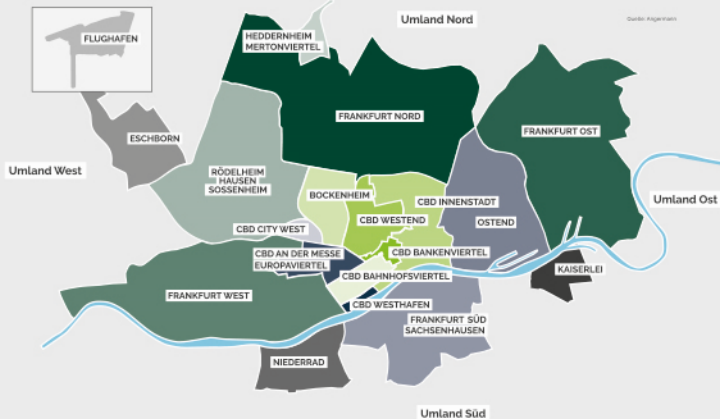 Umland Nord
Quelle: Angermann
FLUGHAFEN
HEDDERNHEIM
MERTONVIERTEL
FRANKFURT NORD
FRANKFURT OST
ESCHBORN
Umland West
RÖDELHEIM
HAUSEN
SOSSENHEIM
BOCKENHEIM
CBD INNENSTADT
Umland Ost
CBD WESTEND
OSTEND
CBD CITY WEST
CBD AN DER MESSE
EUROPAVIERTEL
CBD BANKENVIERTEL
CBD BAHNHOFSVIERTEL
KAISERLEI
FRANKFURT WEST
CBD WESTHAFEN
FRANKFURT SÜD
SACHSENHAUSEN
NIEDERRAD
Umland Süd